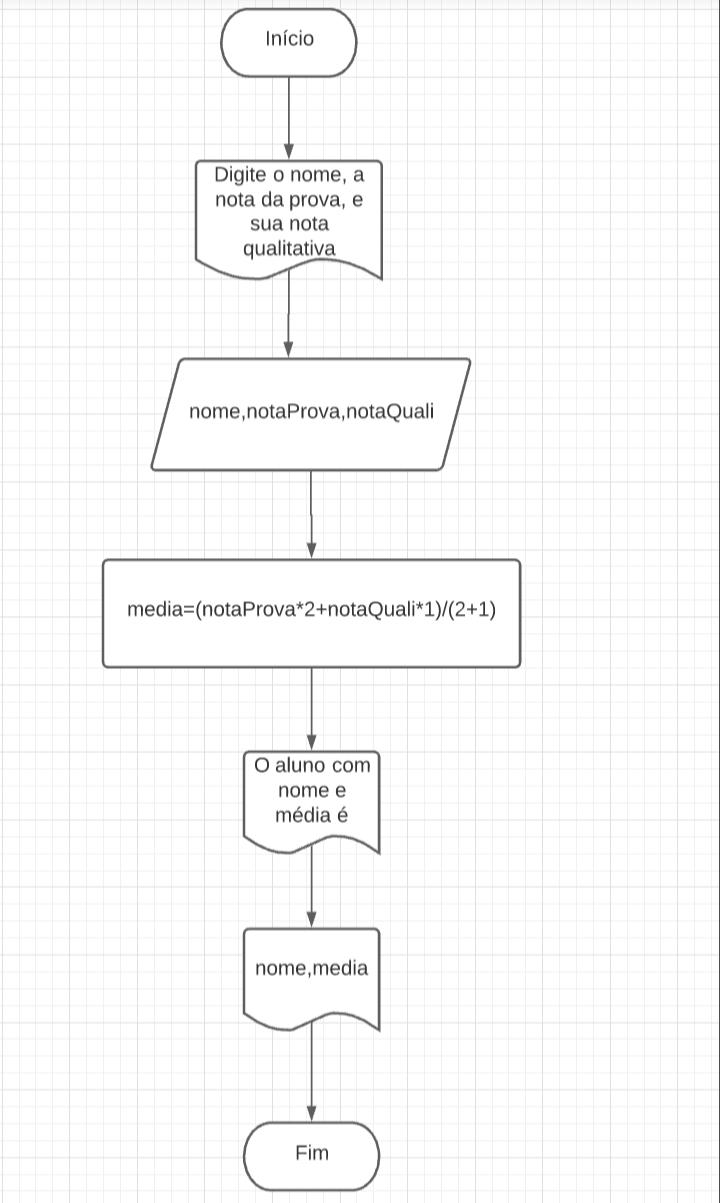 Início
Digite o nome, a
nota da prova, e
sua nota
qualitativa
nome,notaProva,notaQuali
media=(notaProva*2+notaQuali*1)/(2+1)
O aluno com
nome e
média é
nome,media
Fim